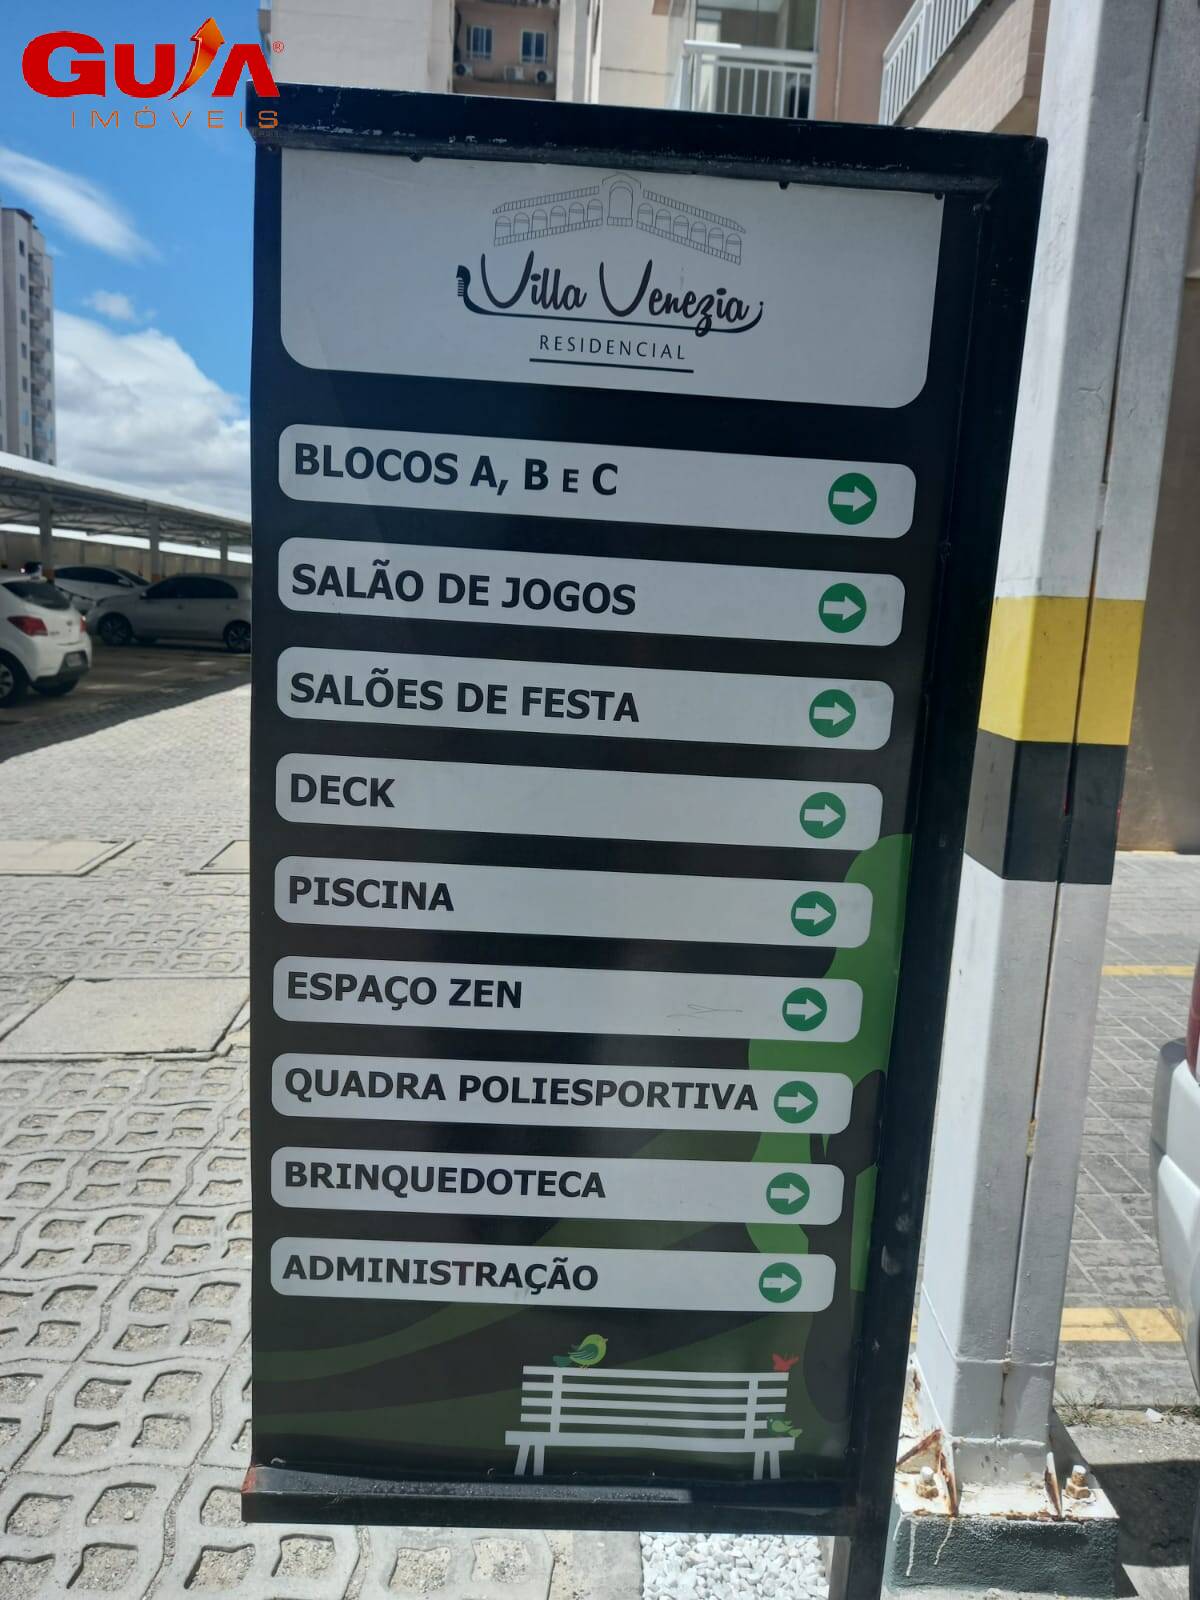 GUIA®
IMÓVEIS
Villa Venezia
RESIDENCIAL
BLOCOS A, B E C
SALÃO DE JOGOS
SALÕES DE FESTA
DECK
PISCINA
ESPAÇO ZEN
QUADRA POLIESPORTIVA
BRINQUEDOTECA
ADMINISTRAÇÃO